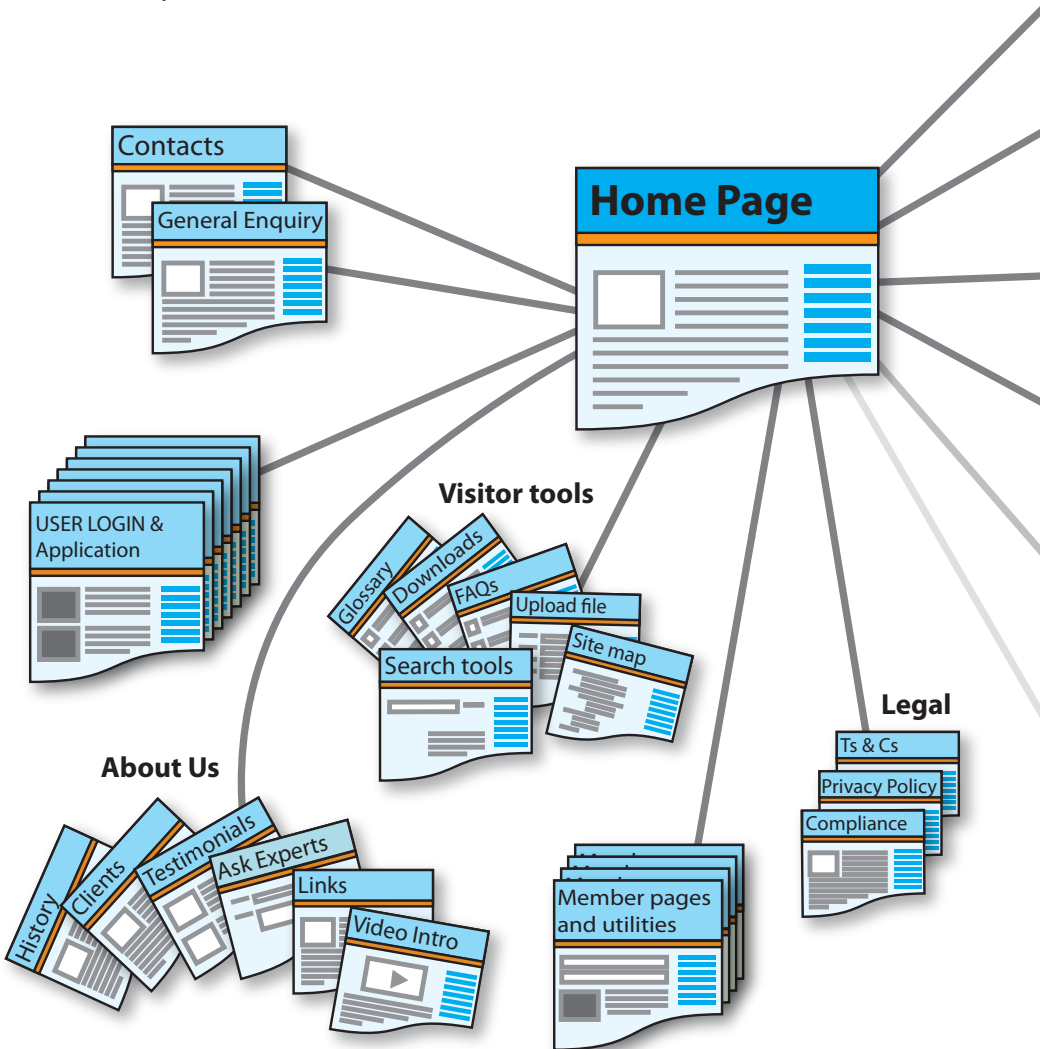 Contacts
General Enquiry
Home Page
USER LOGIN &
Application
Visitor tools
Glossary
Downloads
FAQs
Upload file
Site map
Search tools
About Us
History
Clients
Testimonials
Ask Experts
Links
Video Intro
Member pages
and utilities
Legal
Ts & Cs
Privacy Policy
Compliance